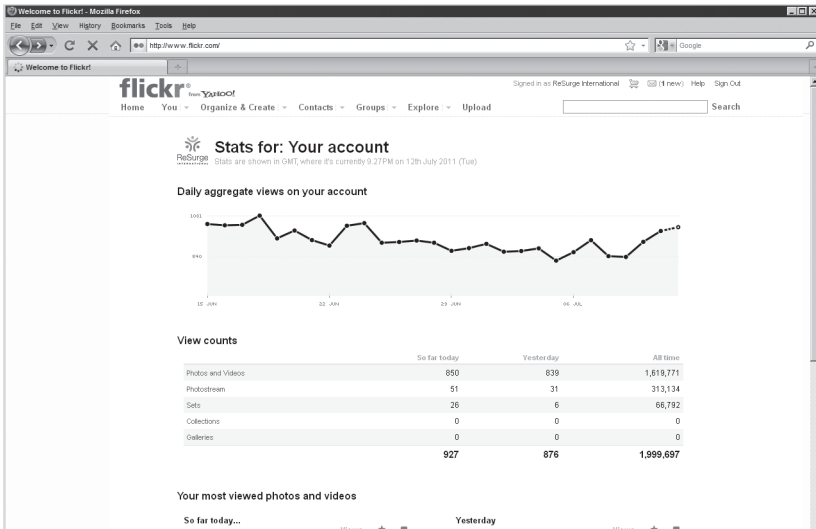 Welcome to Flickr! - Mozilla Firefox
File Edit View History Bookmarks Tools Help
http://www.flickr.com/
Google
Welcome to Flickr!
flickr from YAHOO!
Signed in as ReSurge International (1 new) Help Sign Out
Home You Organize & Create Contacts Groups Explore Upload Search
ReSurge INTERNATIONAL
Stats for: Your account
Stats are shown in GMT, where it's currently 9.27PM on 12th July 2011 (Tue)
Daily aggregate views on your account
1001
890
15 JUN 22 JUN 29 JUN 06 JUL
View counts
So far today Yesterday All time
Photos and Videos 850 839 1,619,771
Photostream 51 31 313,134
Sets 26 6 66,792
Collections 0 0 0
Galleries 0 0 0
927 876 1,999,697
Your most viewed photos and videos
So far today... Yesterday